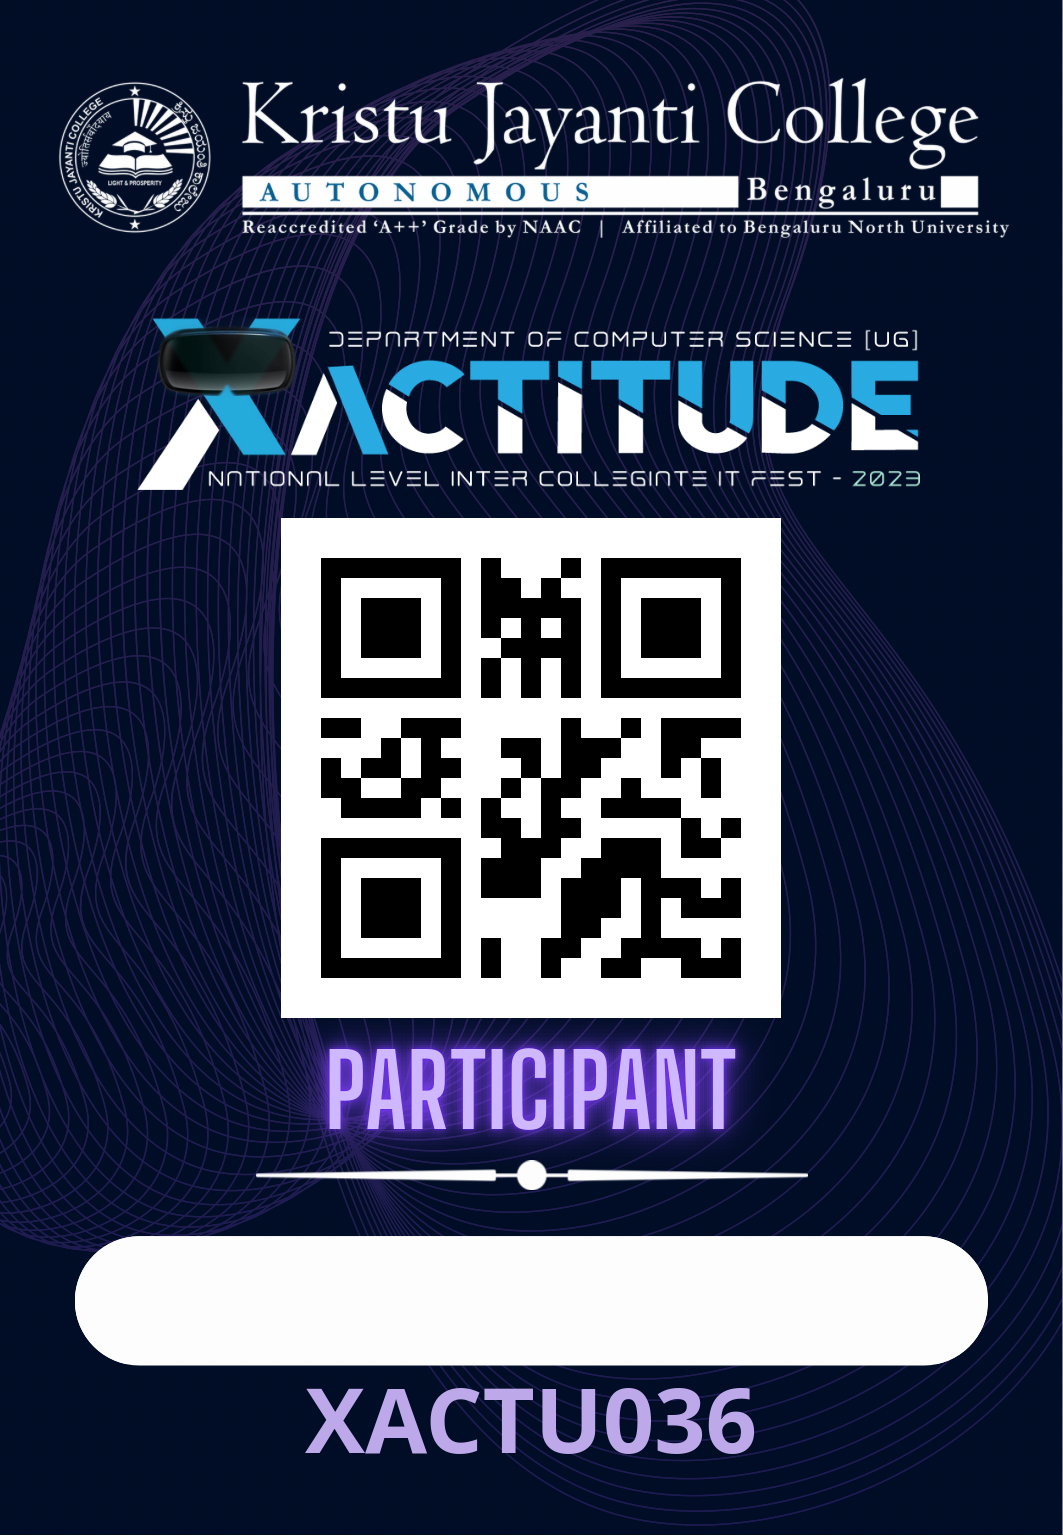 KRISTU JAYANTI COLLEGE
LIGHT & PROSPERITY
Kristu Jayanti College
AUTONOMOUS Bengaluru
Reaccredited ‘A++’ Grade by NAAC | Affiliated to Bengaluru North University
DEPARTMENT OF COMPUTER SCIENCE [UG]
XACTITUDE
NATIONAL LEVEL INTER COLLEGIATE IT FEST - 2023
PARTICIPANT
XACTU036